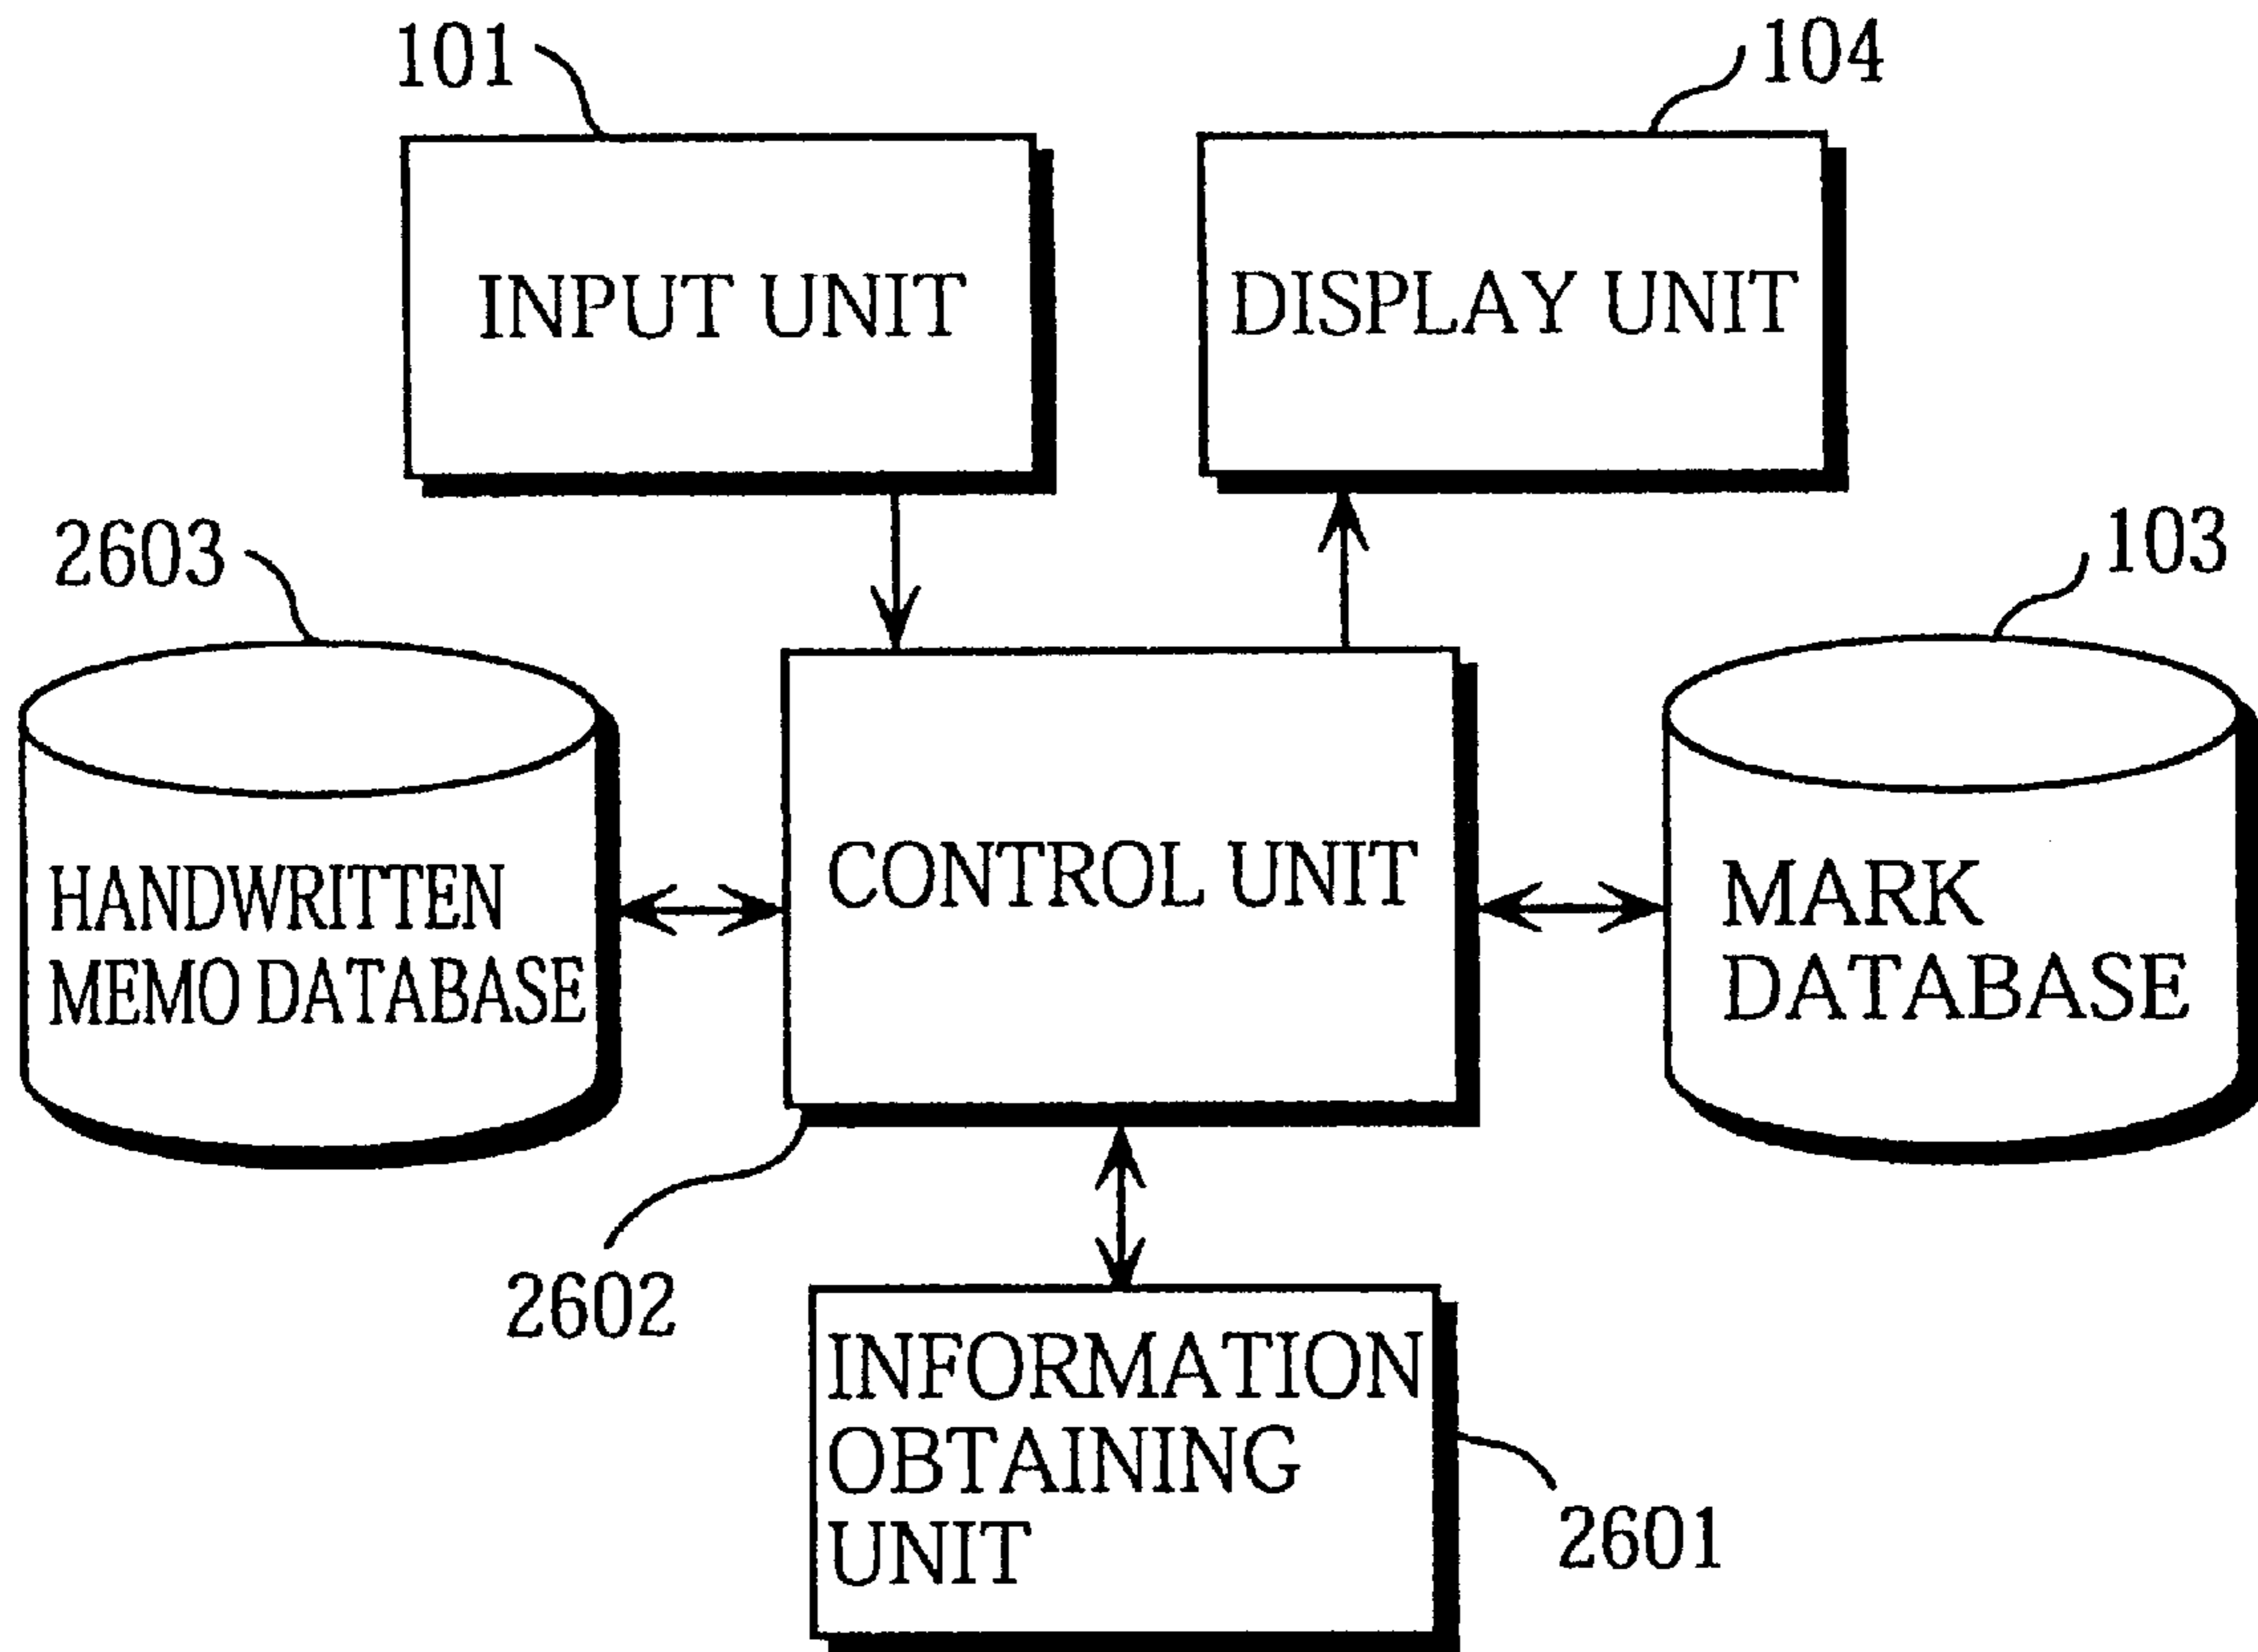 101
104
INPUT UNIT
DISPLAY UNIT
2603
103
HANDWRITTEN
MEMO DATABASE
CONTROL UNIT
MARK
DATABASE
2602
INFORMATION
OBTAINING
UNIT
2601